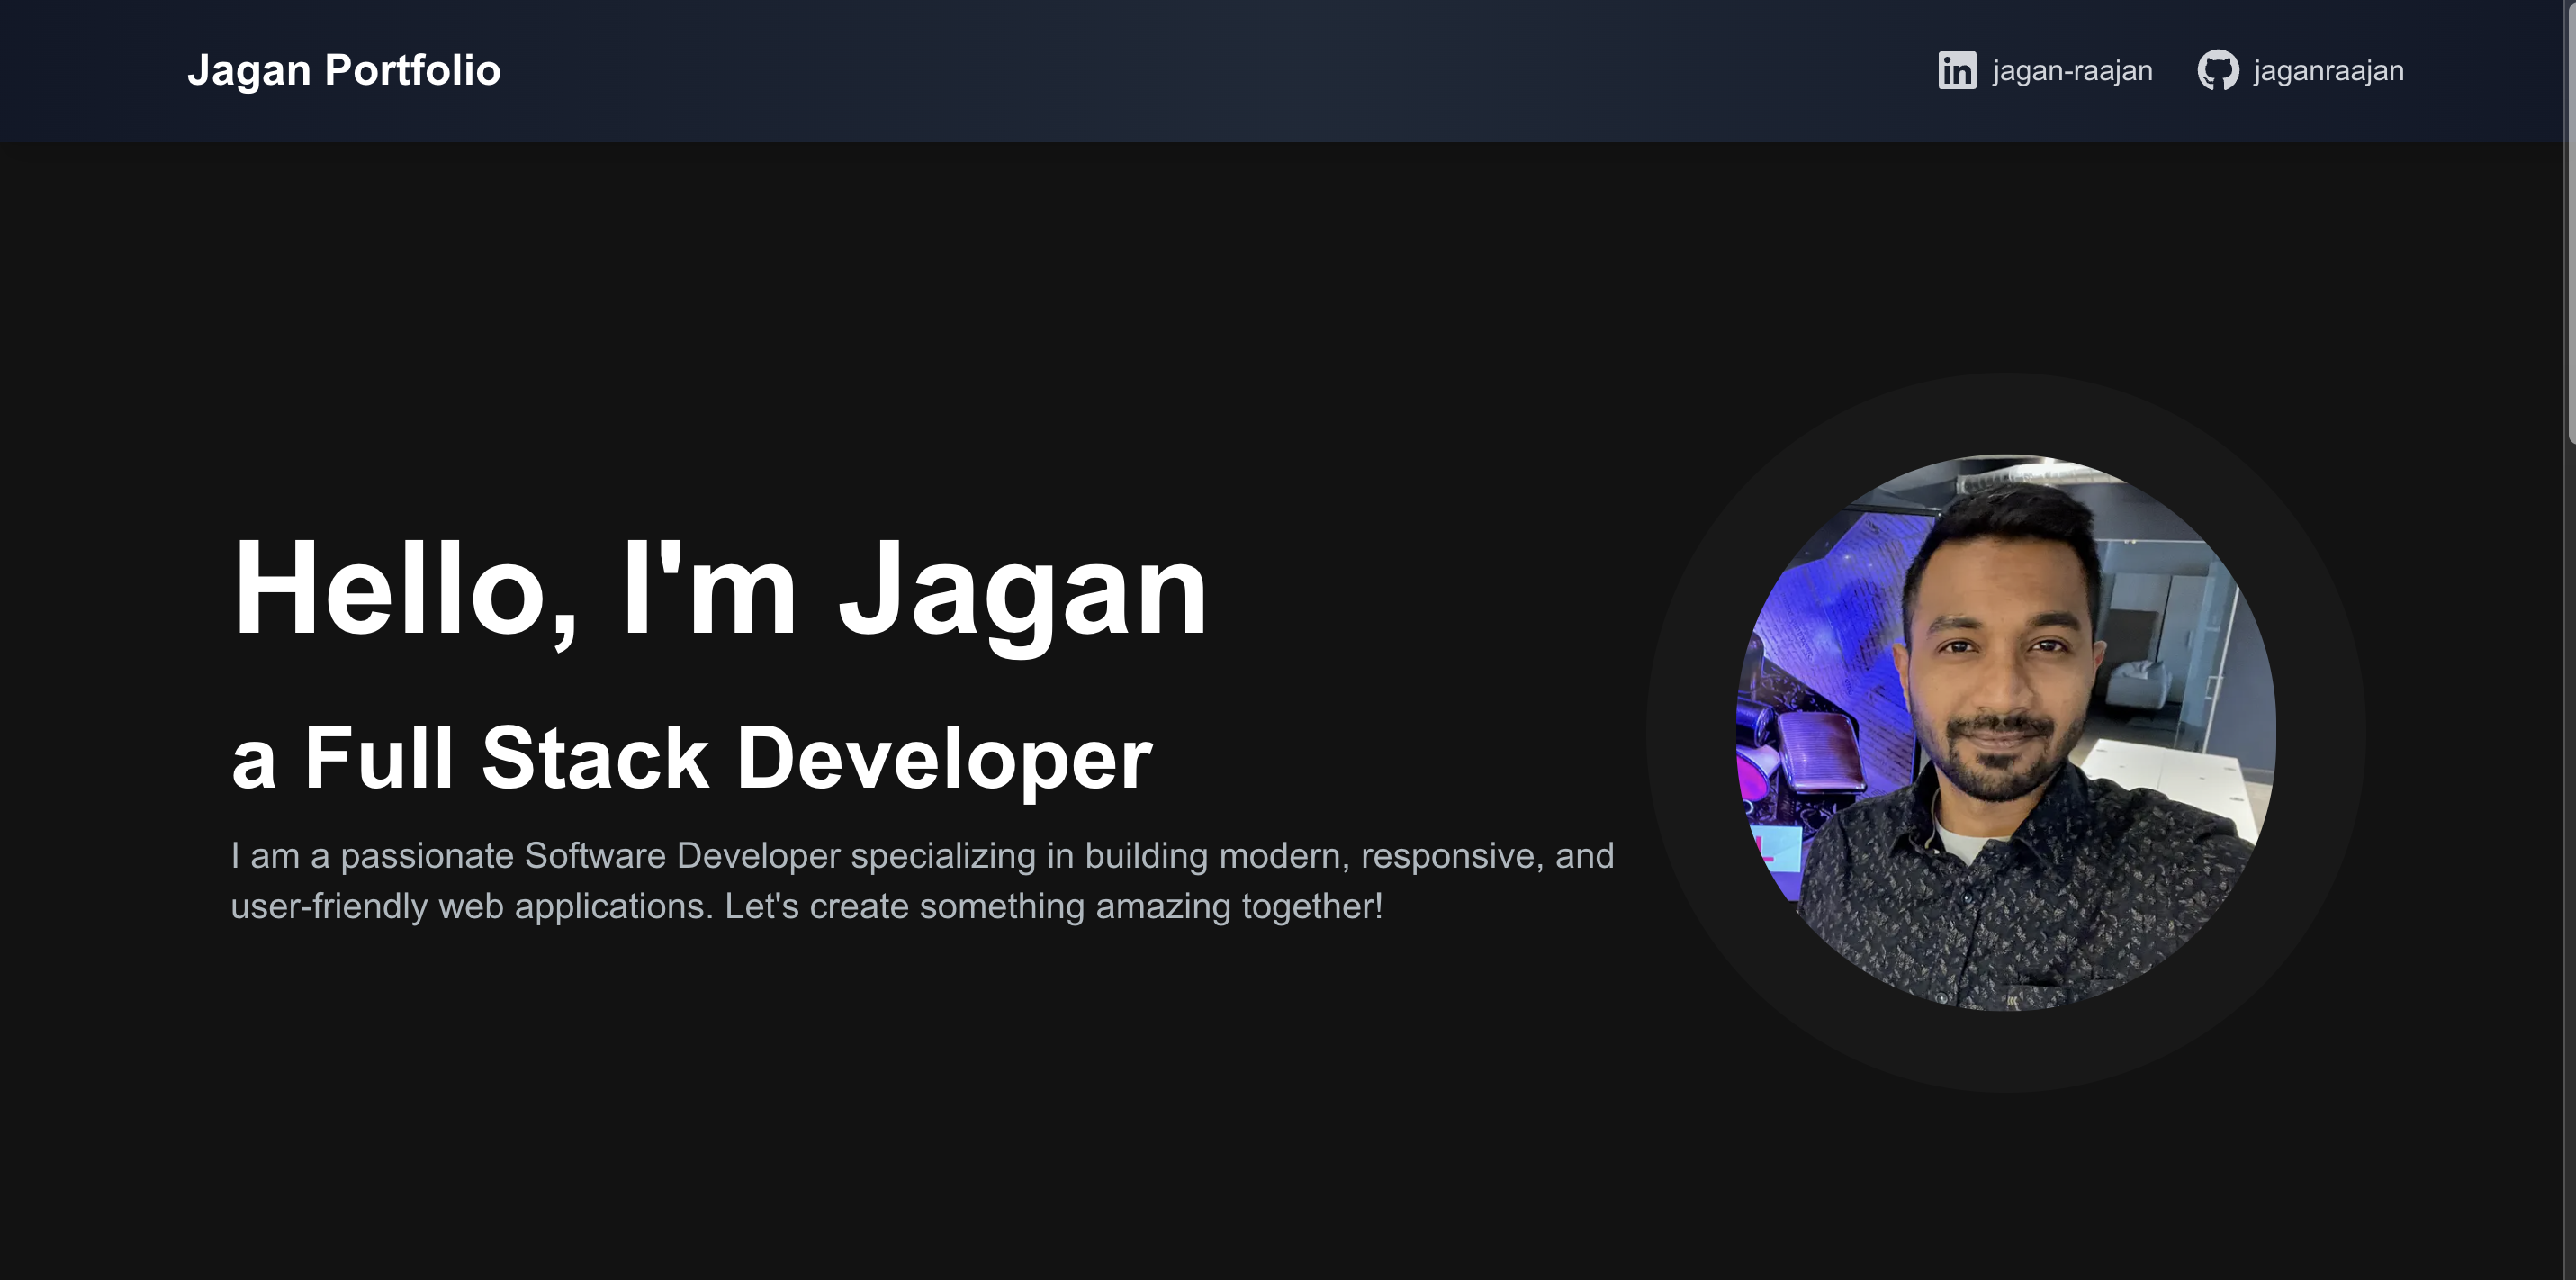 Jagan Portfolio
in jagan-raajan
jaganraajan
Hello, I'm Jagan
a Full Stack Developer
I am a passionate Software Developer specializing in building modern, responsive, and
user-friendly web applications. Let's create something amazing together!